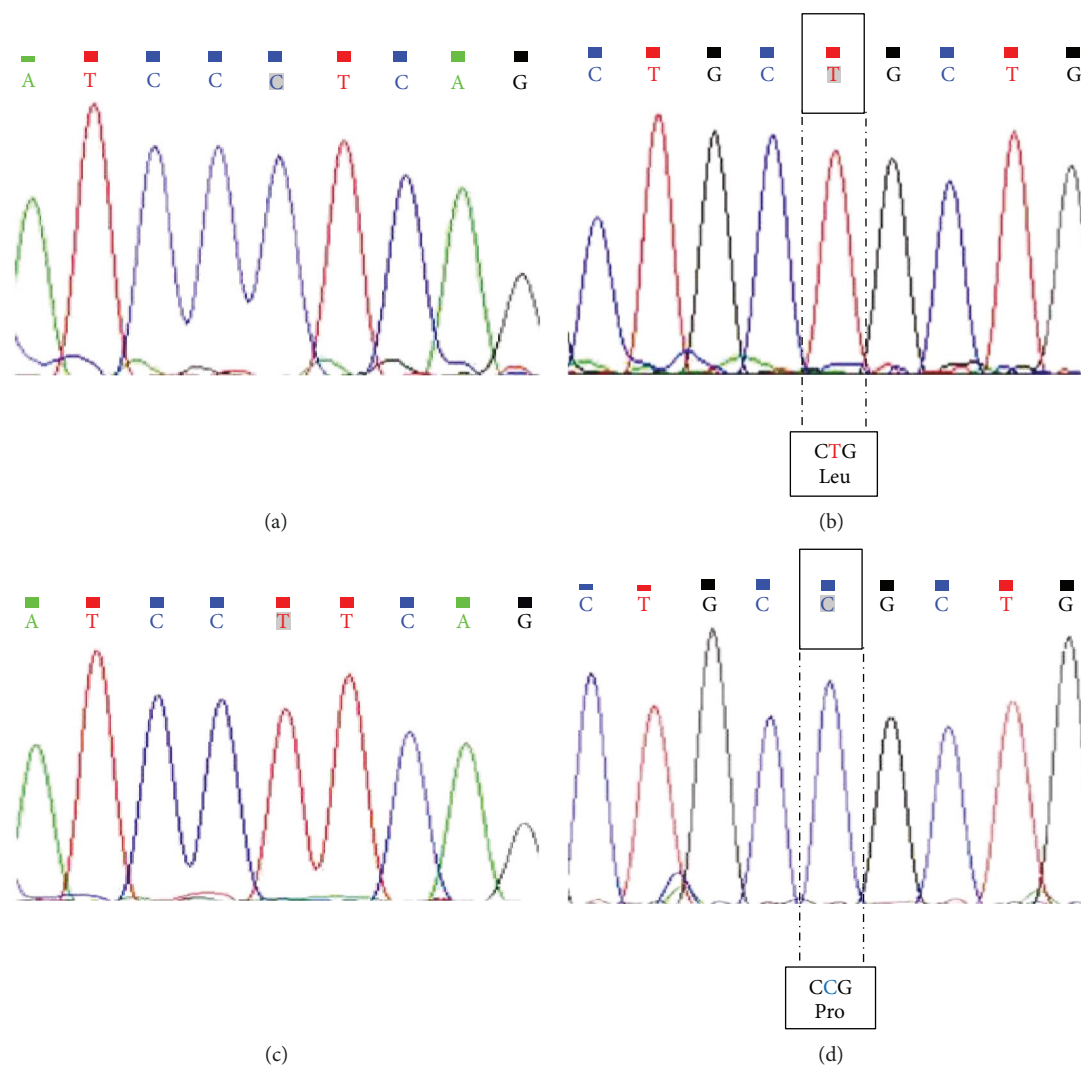 A T C C C T C A G
C T G C T G C T G
CTG
Leu
(a)
(b)
A T C C T T C A G
C T G C C G C T G
CCG
Pro
(c)
(d)